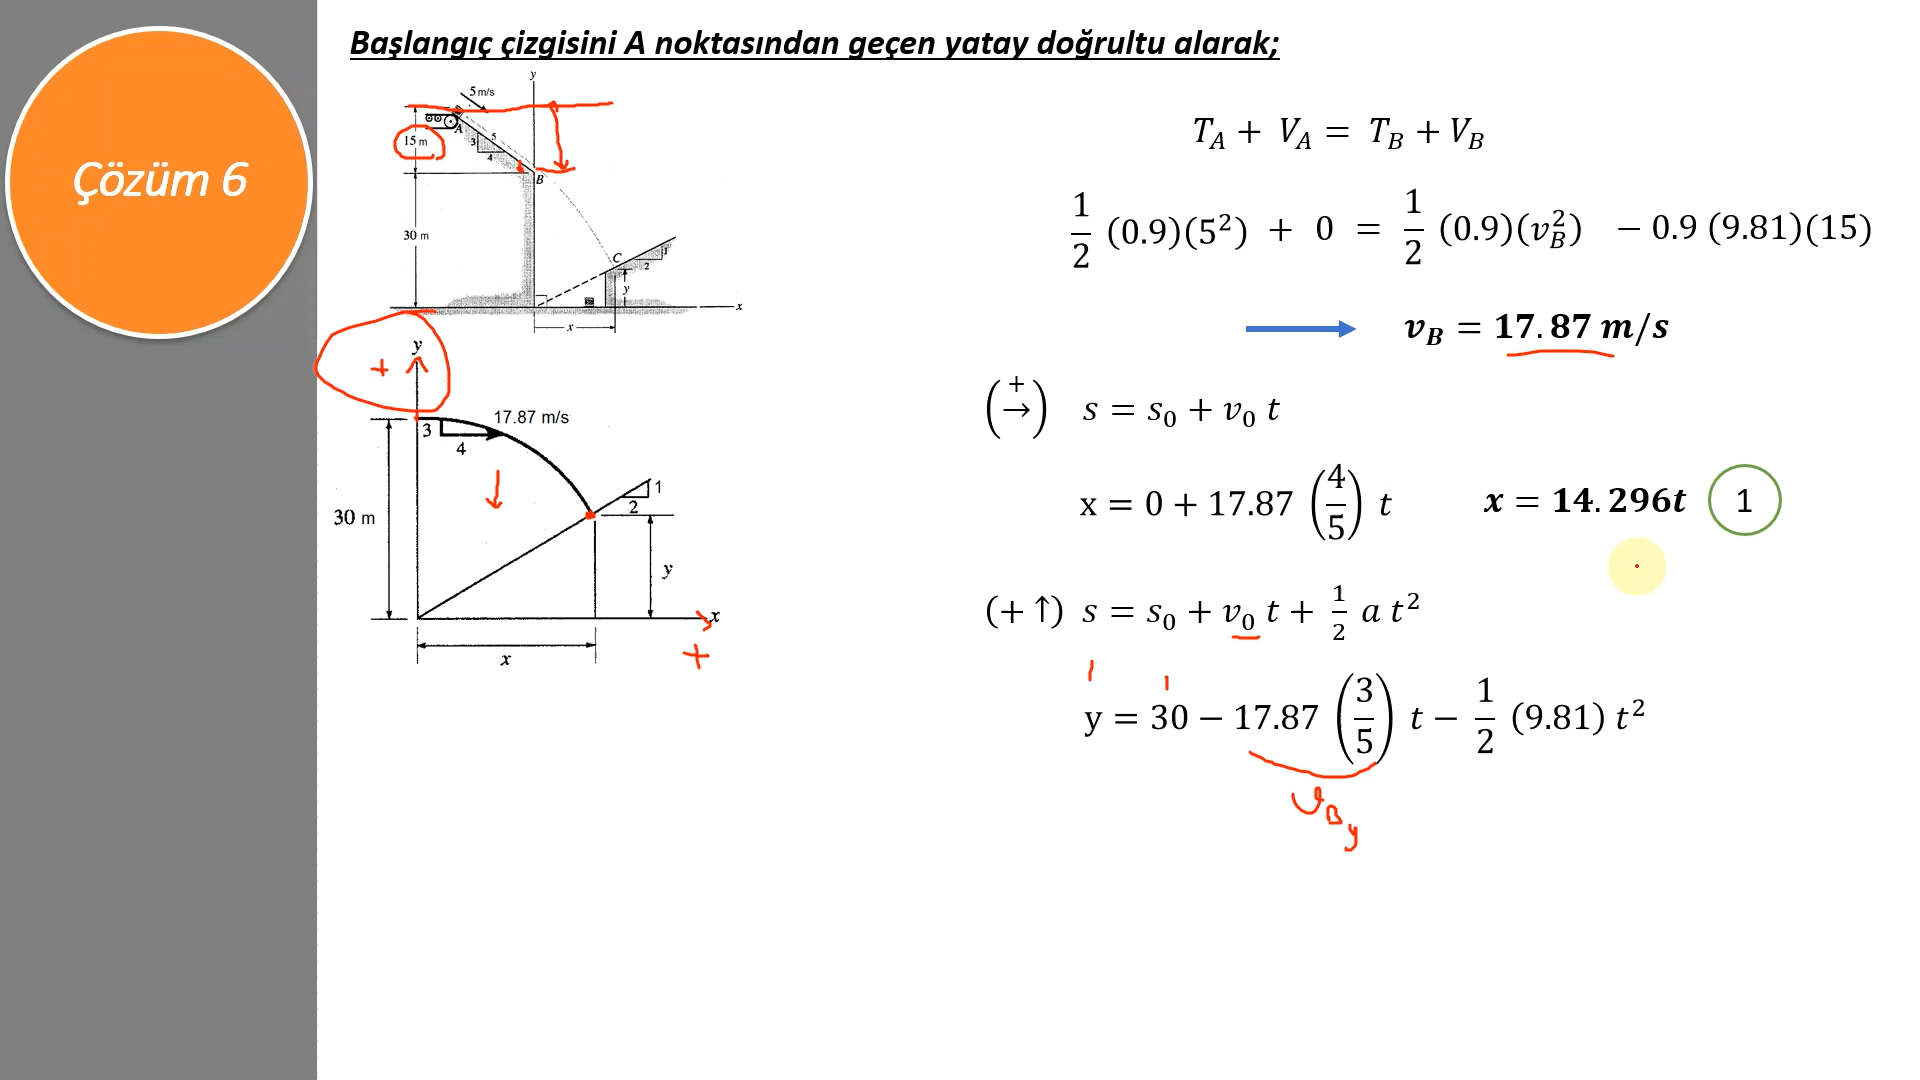 Çözüm 6
Başlangıç çizgisini A noktasından geçen yatay doğrultu alarak;
y
5 m/s
A
15 m
3
5
4
B
30 m
C
1
2
y
x
x
+
y
17.87 m/s
3
4
1
2
30 m
y
x
+
x
T_A + V_A = T_B + V_B
1/2 (0.9)(5²) + 0 = 1/2 (0.9)(v_B²) − 0.9 (9.81)(15)
v_B = 17.87 m/s
(+→) s = s₀ + v₀ t
x = 0 + 17.87 (4/5) t x = 14.296t 1
(+ ↑) s = s₀ + v₀ t + 1/2 a t²
y = 30 − 17.87 (3/5) t − 1/2 (9.81) t²
v_By